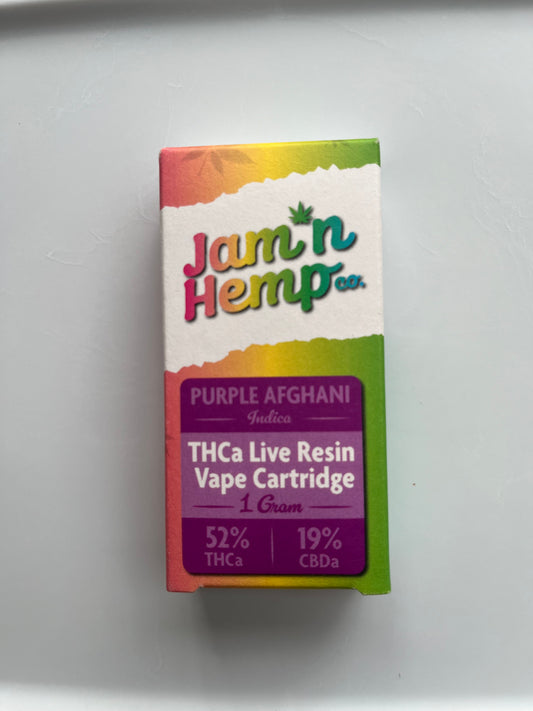 Jam'n
Hemp co.
PURPLE AFGHANI
Indica
THCa Live Resin
Vape Cartridge
1 Gram
52% 19%
THCa CBDa